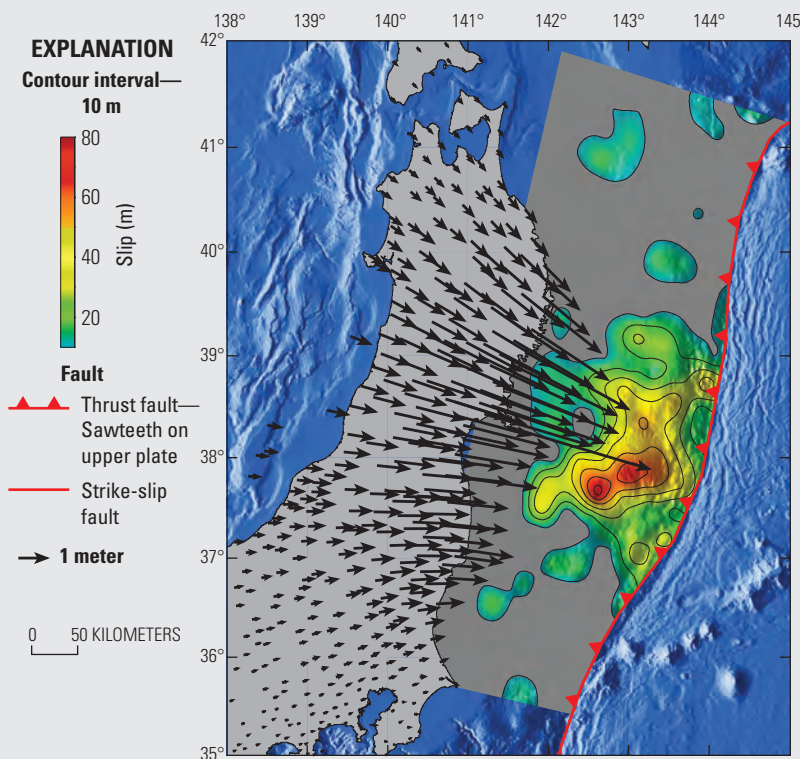 138° 139° 140° 141° 142° 143° 144° 145
42°
41°
40°
39°
38°
37°
36°
35°
EXPLANATION
Contour interval—
10 m
80
60
40
20
Slip (m)
Fault
Thrust fault—
Sawteeth on
upper plate
Strike-slip
fault
1 meter
0 50 KILOMETERS